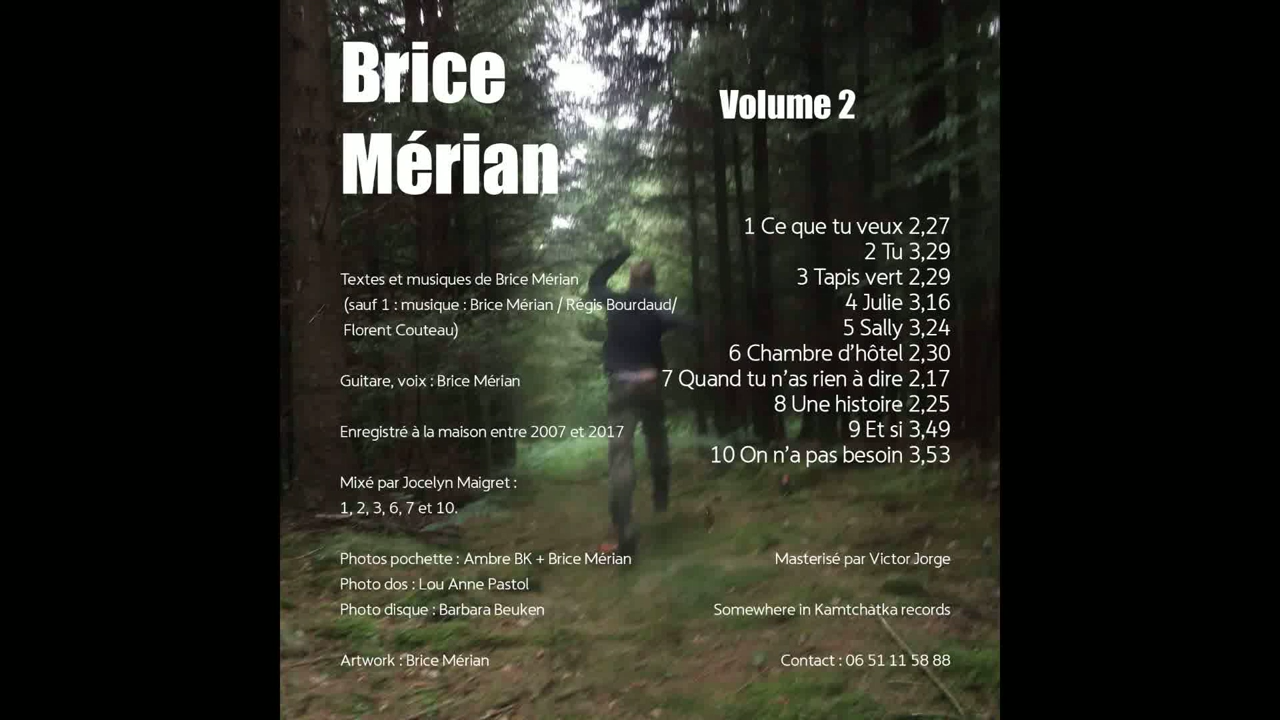 Brice
Mérian
Volume 2
1 Ce que tu veux 2,27
2 Tu 3,29
3 Tapis vert 2,29
4 Julie 3,16
5 Sally 3,24
6 Chambre d’hôtel 2,30
7 Quand tu n’as rien à dire 2,17
8 Une histoire 2,25
9 Et si 3,49
10 On n’a pas besoin 3,53
Textes et musiques de Brice Mérian
(sauf 1 : musique : Brice Mérian / Régis Bourdaud/
Florent Couteau)
Guitare, voix : Brice Mérian
Enregistré à la maison entre 2007 et 2017
Mixé par Jocelyn Maigret :
1, 2, 3, 6, 7 et 10.
Photos pochette : Ambre BK + Brice Mérian
Photo dos : Lou Anne Pastol
Photo disque : Barbara Beuken
Artwork : Brice Mérian
Masterisé par Victor Jorge
Somewhere in Kamtchatka records
Contact : 06 51 11 58 88